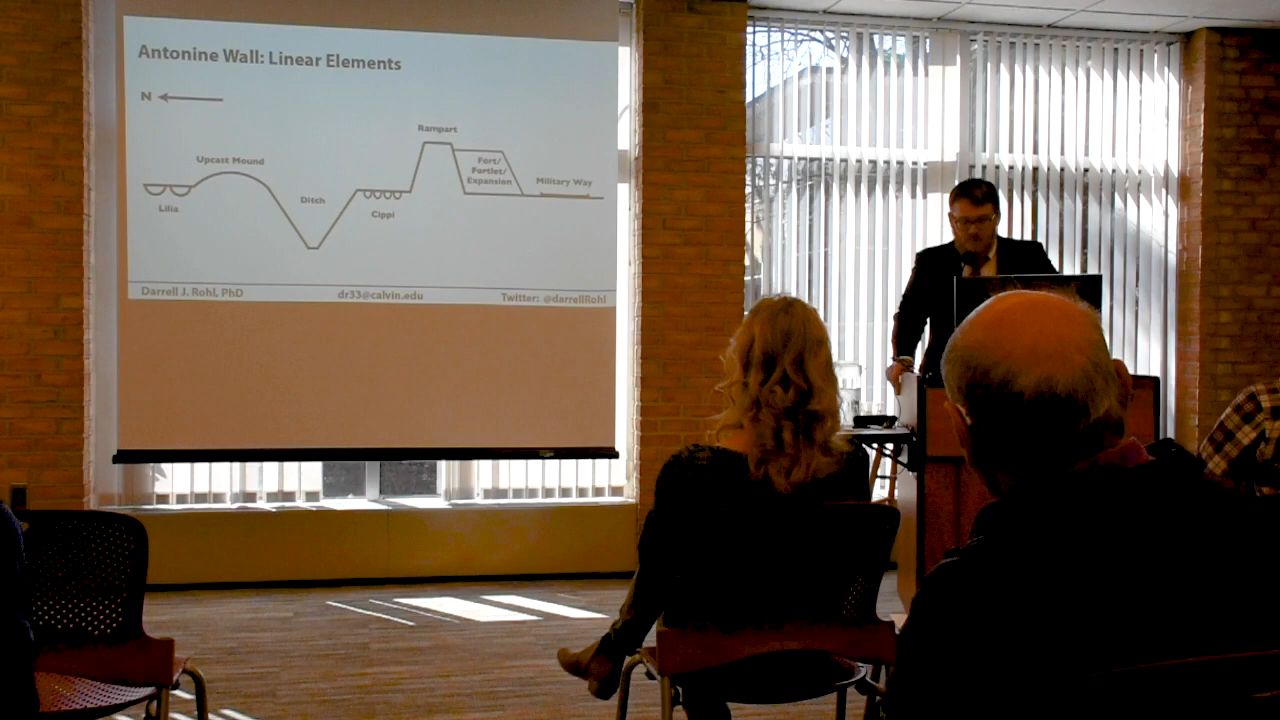 Antonine Wall: Linear Elements
N
Rampart
Upcast Mound
Fort/
Fortlet/
Expansion
Military Way
Ditch
Lilia
Cippi
Darrell J. Rohl, PhD
dr33@calvin.edu
Twitter: @darrellRohl